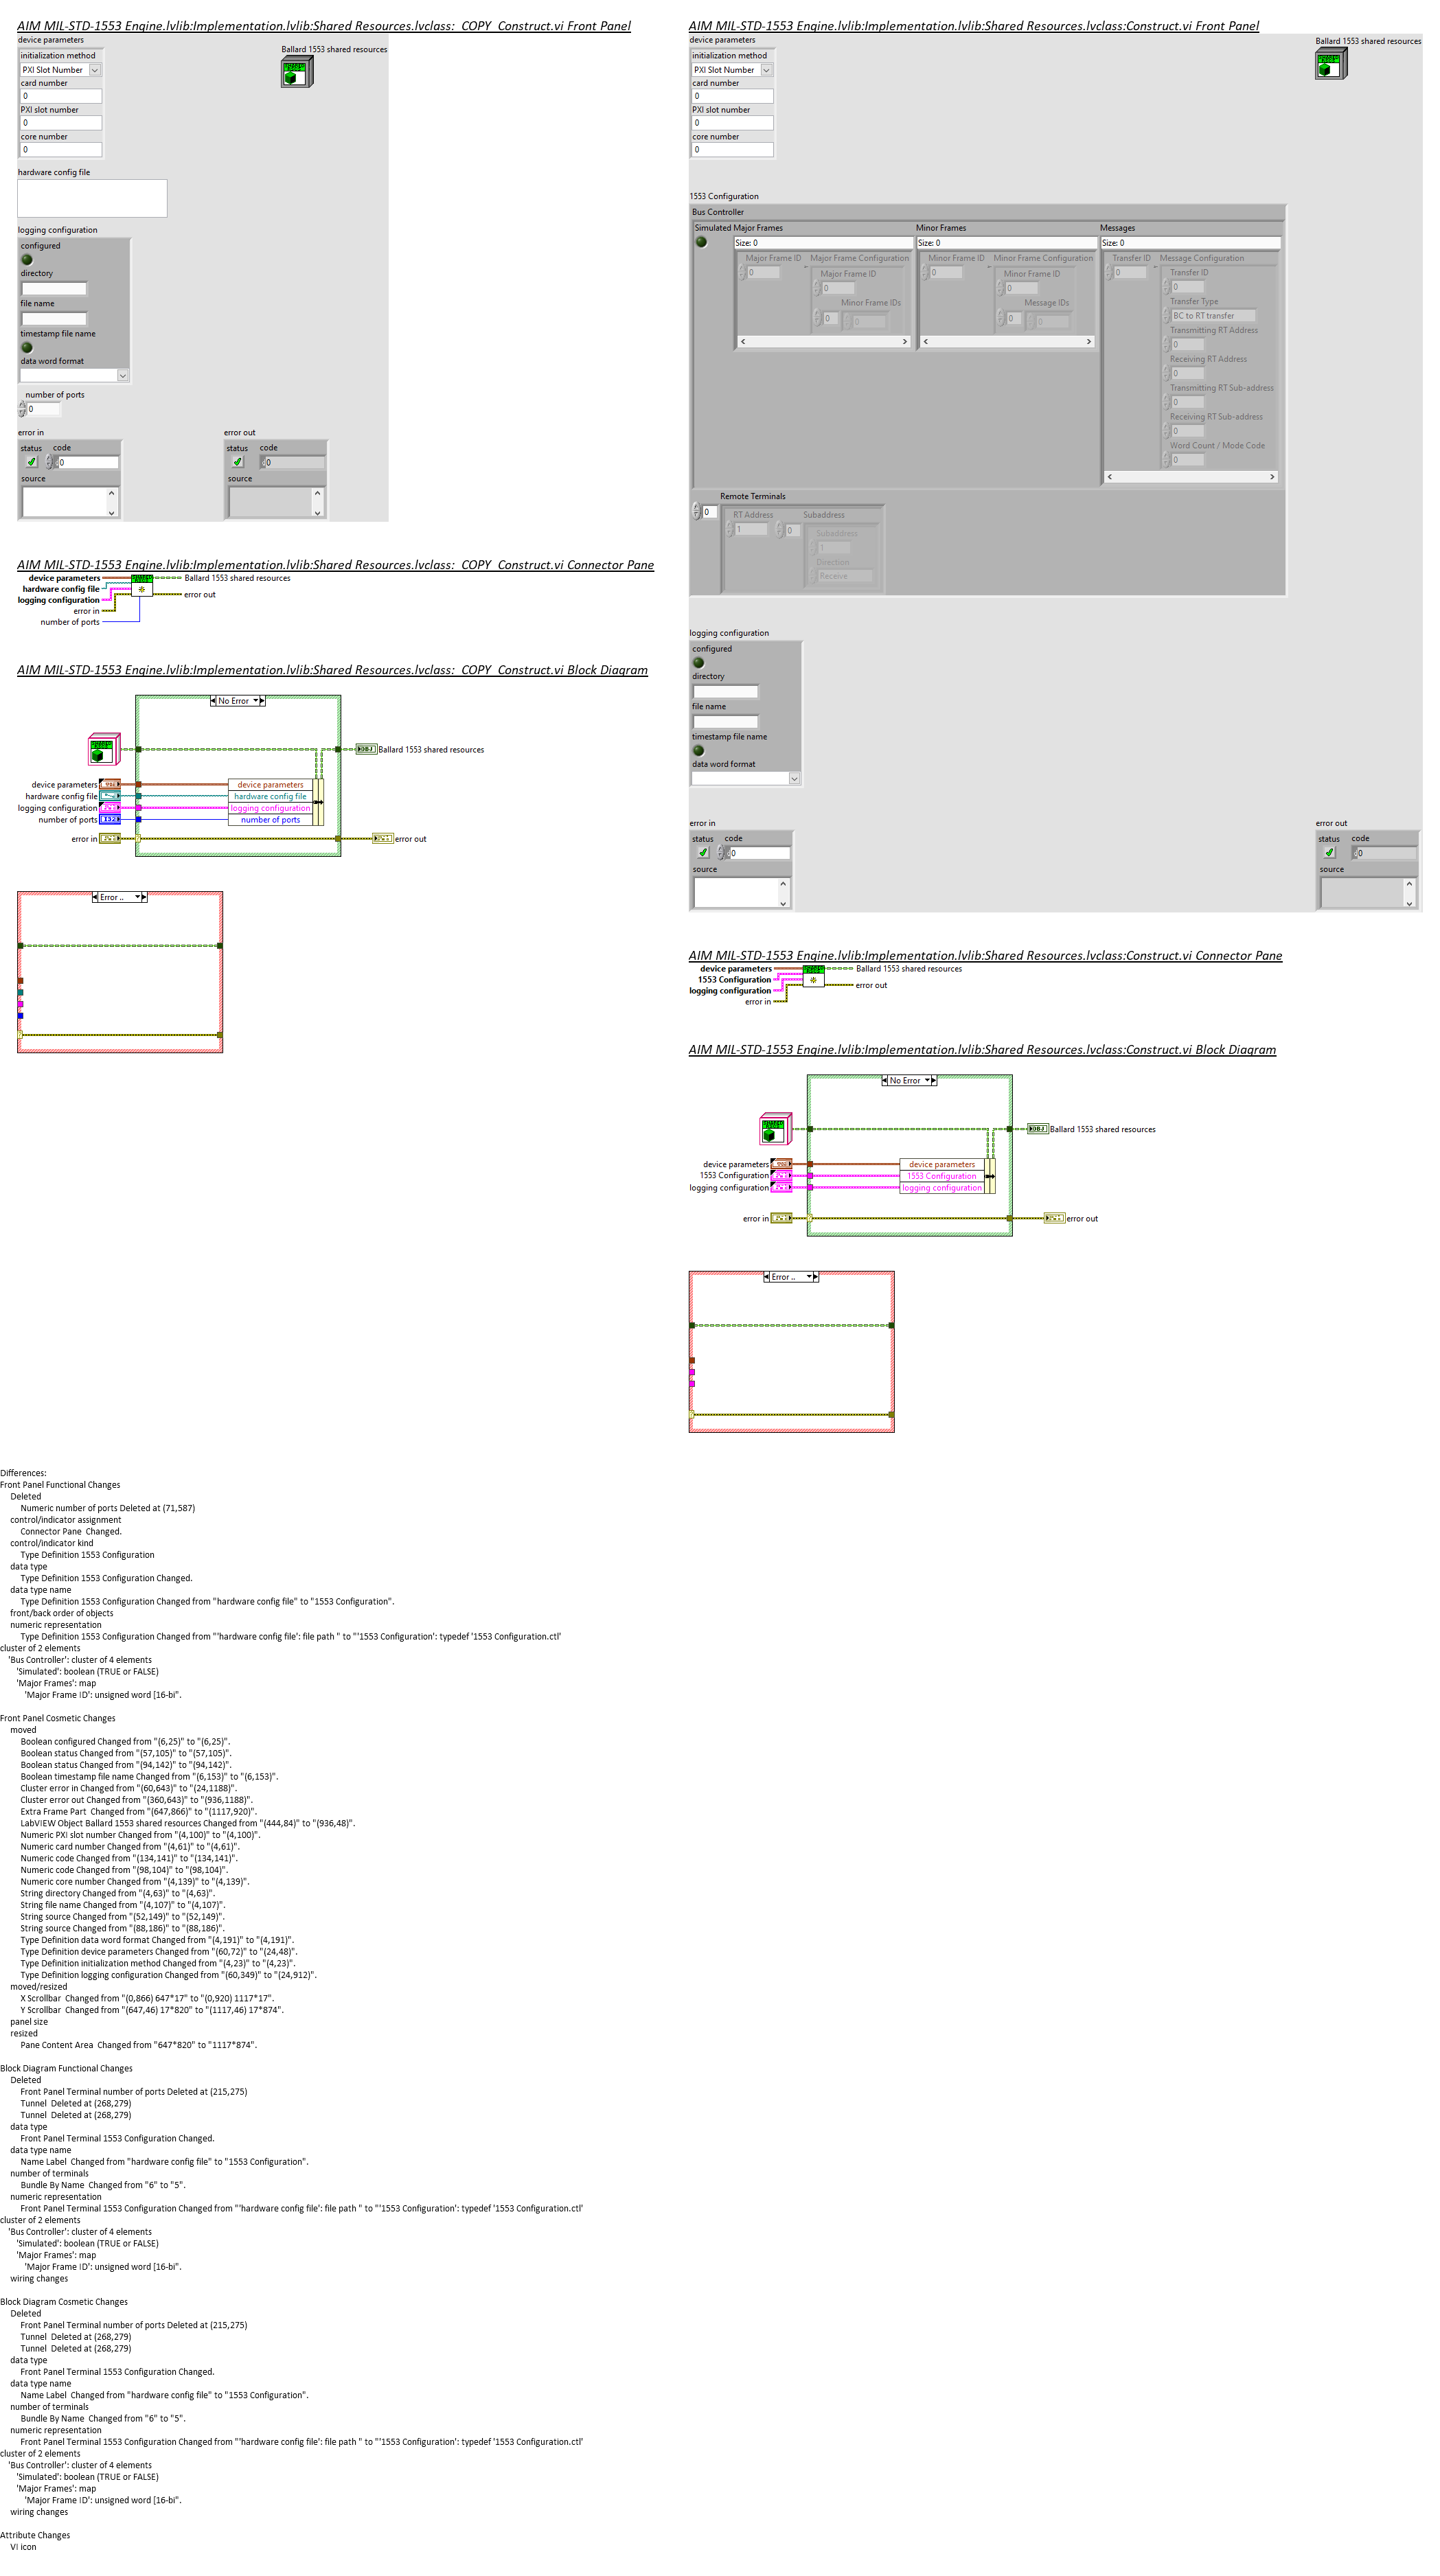 AIM MIL-STD-1553 Engine.lvlib:Implementation.lvlib:Shared Resources.lvclass:_COPY_Construct.vi Front Panel
device parameters
initialization method
PXI Slot Number
card number
0
PXI slot number
0
core number
0
Ballard 1553 shared resources
hardware config file
logging configuration
configured
directory
file name
timestamp file name
data word format
number of ports
0
error in
status
code
0
source
error out
status
code
0
source
AIM MIL-STD-1553 Engine.lvlib:Implementation.lvlib:Shared Resources.lvclass:_COPY_Construct.vi Connector Pane
device parameters
hardware config file
logging configuration
error in
number of ports
Ballard 1553 shared resources
error out
AIM MIL-STD-1553 Engine.lvlib:Implementation.lvlib:Shared Resources.lvclass:_COPY_Construct.vi Block Diagram
No Error
Ballard 1553 shared resources
device parameters
hardware config file
logging configuration
number of ports
device parameters
hardware config file
logging configuration
number of ports
error in
error out
Error ..
AIM MIL-STD-1553 Engine.lvlib:Implementation.lvlib:Shared Resources.lvclass:Construct.vi Front Panel
device parameters
initialization method
PXI Slot Number
card number
0
PXI slot number
0
core number
0
Ballard 1553 shared resources
1553 Configuration
Bus Controller
Simulated
Major Frames
Size: 0
Major Frame ID
0
Major Frame Configuration
Major Frame ID
0
Minor Frame IDs
0
0
Minor Frames
Size: 0
Minor Frame ID
0
Minor Frame Configuration
Minor Frame ID
0
Message IDs
0
0
Messages
Size: 0
Transfer ID
0
Message Configuration
Transfer ID
0
Transfer Type
BC to RT transfer
Transmitting RT Address
0
Receiving RT Address
0
Transmitting RT Sub-address
0
Receiving RT Sub-address
0
Word Count / Mode Code
0
Remote Terminals
0
RT Address
1
0
Subaddress
Subaddress
1
Direction
Receive
logging configuration
configured
directory
file name
timestamp file name
data word format
error in
status
code
0
source
error out
status
code
0
source
AIM MIL-STD-1553 Engine.lvlib:Implementation.lvlib:Shared Resources.lvclass:Construct.vi Connector Pane
device parameters
1553 Configuration
logging configuration
error in
Ballard 1553 shared resources
error out
AIM MIL-STD-1553 Engine.lvlib:Implementation.lvlib:Shared Resources.lvclass:Construct.vi Block Diagram
No Error
Ballard 1553 shared resources
device parameters
1553 Configuration
logging configuration
device parameters
1553 Configuration
logging configuration
error in
error out
Error ..
Differences:
Front Panel Functional Changes
Deleted
Numeric number of ports Deleted at (71,587)
control/indicator assignment
Connector Pane  Changed.
control/indicator kind
Type Definition 1553 Configuration
data type
Type Definition 1553 Configuration Changed.
data type name
Type Definition 1553 Configuration Changed from "hardware config file" to "1553 Configuration".
front/back order of objects
numeric representation
Type Definition 1553 Configuration Changed from "'hardware config file': file path " to "'1553 Configuration': typedef '1553 Configuration.ctl'
cluster of 2 elements
'Bus Controller': cluster of 4 elements
'Simulated': boolean (TRUE or FALSE)
'Major Frames': map
'Major Frame ID': unsigned word [16-bi".
Front Panel Cosmetic Changes
moved
Boolean configured Changed from "(6,25)" to "(6,25)".
Boolean status Changed from "(57,105)" to "(57,105)".
Boolean status Changed from "(94,142)" to "(94,142)".
Boolean timestamp file name Changed from "(6,153)" to "(6,153)".
Cluster error in Changed from "(60,643)" to "(24,1188)".
Cluster error out Changed from "(360,643)" to "(936,1188)".
Extra Frame Part  Changed from "(647,866)" to "(1117,920)".
LabVIEW Object Ballard 1553 shared resources Changed from "(444,84)" to "(936,48)".
Numeric PXI slot number Changed from "(4,100)" to "(4,100)".
Numeric card number Changed from "(4,61)" to "(4,61)".
Numeric code Changed from "(134,141)" to "(134,141)".
Numeric code Changed from "(98,104)" to "(98,104)".
Numeric core number Changed from "(4,139)" to "(4,139)".
String directory Changed from "(4,63)" to "(4,63)".
String file name Changed from "(4,107)" to "(4,107)".
String source Changed from "(52,149)" to "(52,149)".
String source Changed from "(88,186)" to "(88,186)".
Type Definition data word format Changed from "(4,191)" to "(4,191)".
Type Definition device parameters Changed from "(60,72)" to "(24,48)".
Type Definition initialization method Changed from "(4,23)" to "(4,23)".
Type Definition logging configuration Changed from "(60,349)" to "(24,912)".
moved/resized
X Scrollbar  Changed from "(0,866) 647*17" to "(0,920) 1117*17".
Y Scrollbar  Changed from "(647,46) 17*820" to "(1117,46) 17*874".
panel size
resized
Pane Content Area  Changed from "647*820" to "1117*874".
Block Diagram Functional Changes
Deleted
Front Panel Terminal number of ports Deleted at (215,275)
Tunnel  Deleted at (268,279)
Tunnel  Deleted at (268,279)
data type
Front Panel Terminal 1553 Configuration Changed.
data type name
Name Label  Changed from "hardware config file" to "1553 Configuration".
number of terminals
Bundle By Name  Changed from "6" to "5".
numeric representation
Front Panel Terminal 1553 Configuration Changed from "'hardware config file': file path " to "'1553 Configuration': typedef '1553 Configuration.ctl'
cluster of 2 elements
'Bus Controller': cluster of 4 elements
'Simulated': boolean (TRUE or FALSE)
'Major Frames': map
'Major Frame ID': unsigned word [16-bi".
wiring changes
Block Diagram Cosmetic Changes
Deleted
Front Panel Terminal number of ports Deleted at (215,275)
Tunnel  Deleted at (268,279)
Tunnel  Deleted at (268,279)
data type
Front Panel Terminal 1553 Configuration Changed.
data type name
Name Label  Changed from "hardware config file" to "1553 Configuration".
number of terminals
Bundle By Name  Changed from "6" to "5".
numeric representation
Front Panel Terminal 1553 Configuration Changed from "'hardware config file': file path " to "'1553 Configuration': typedef '1553 Configuration.ctl'
cluster of 2 elements
'Bus Controller': cluster of 4 elements
'Simulated': boolean (TRUE or FALSE)
'Major Frames': map
'Major Frame ID': unsigned word [16-bi".
wiring changes
Attribute Changes
VI icon